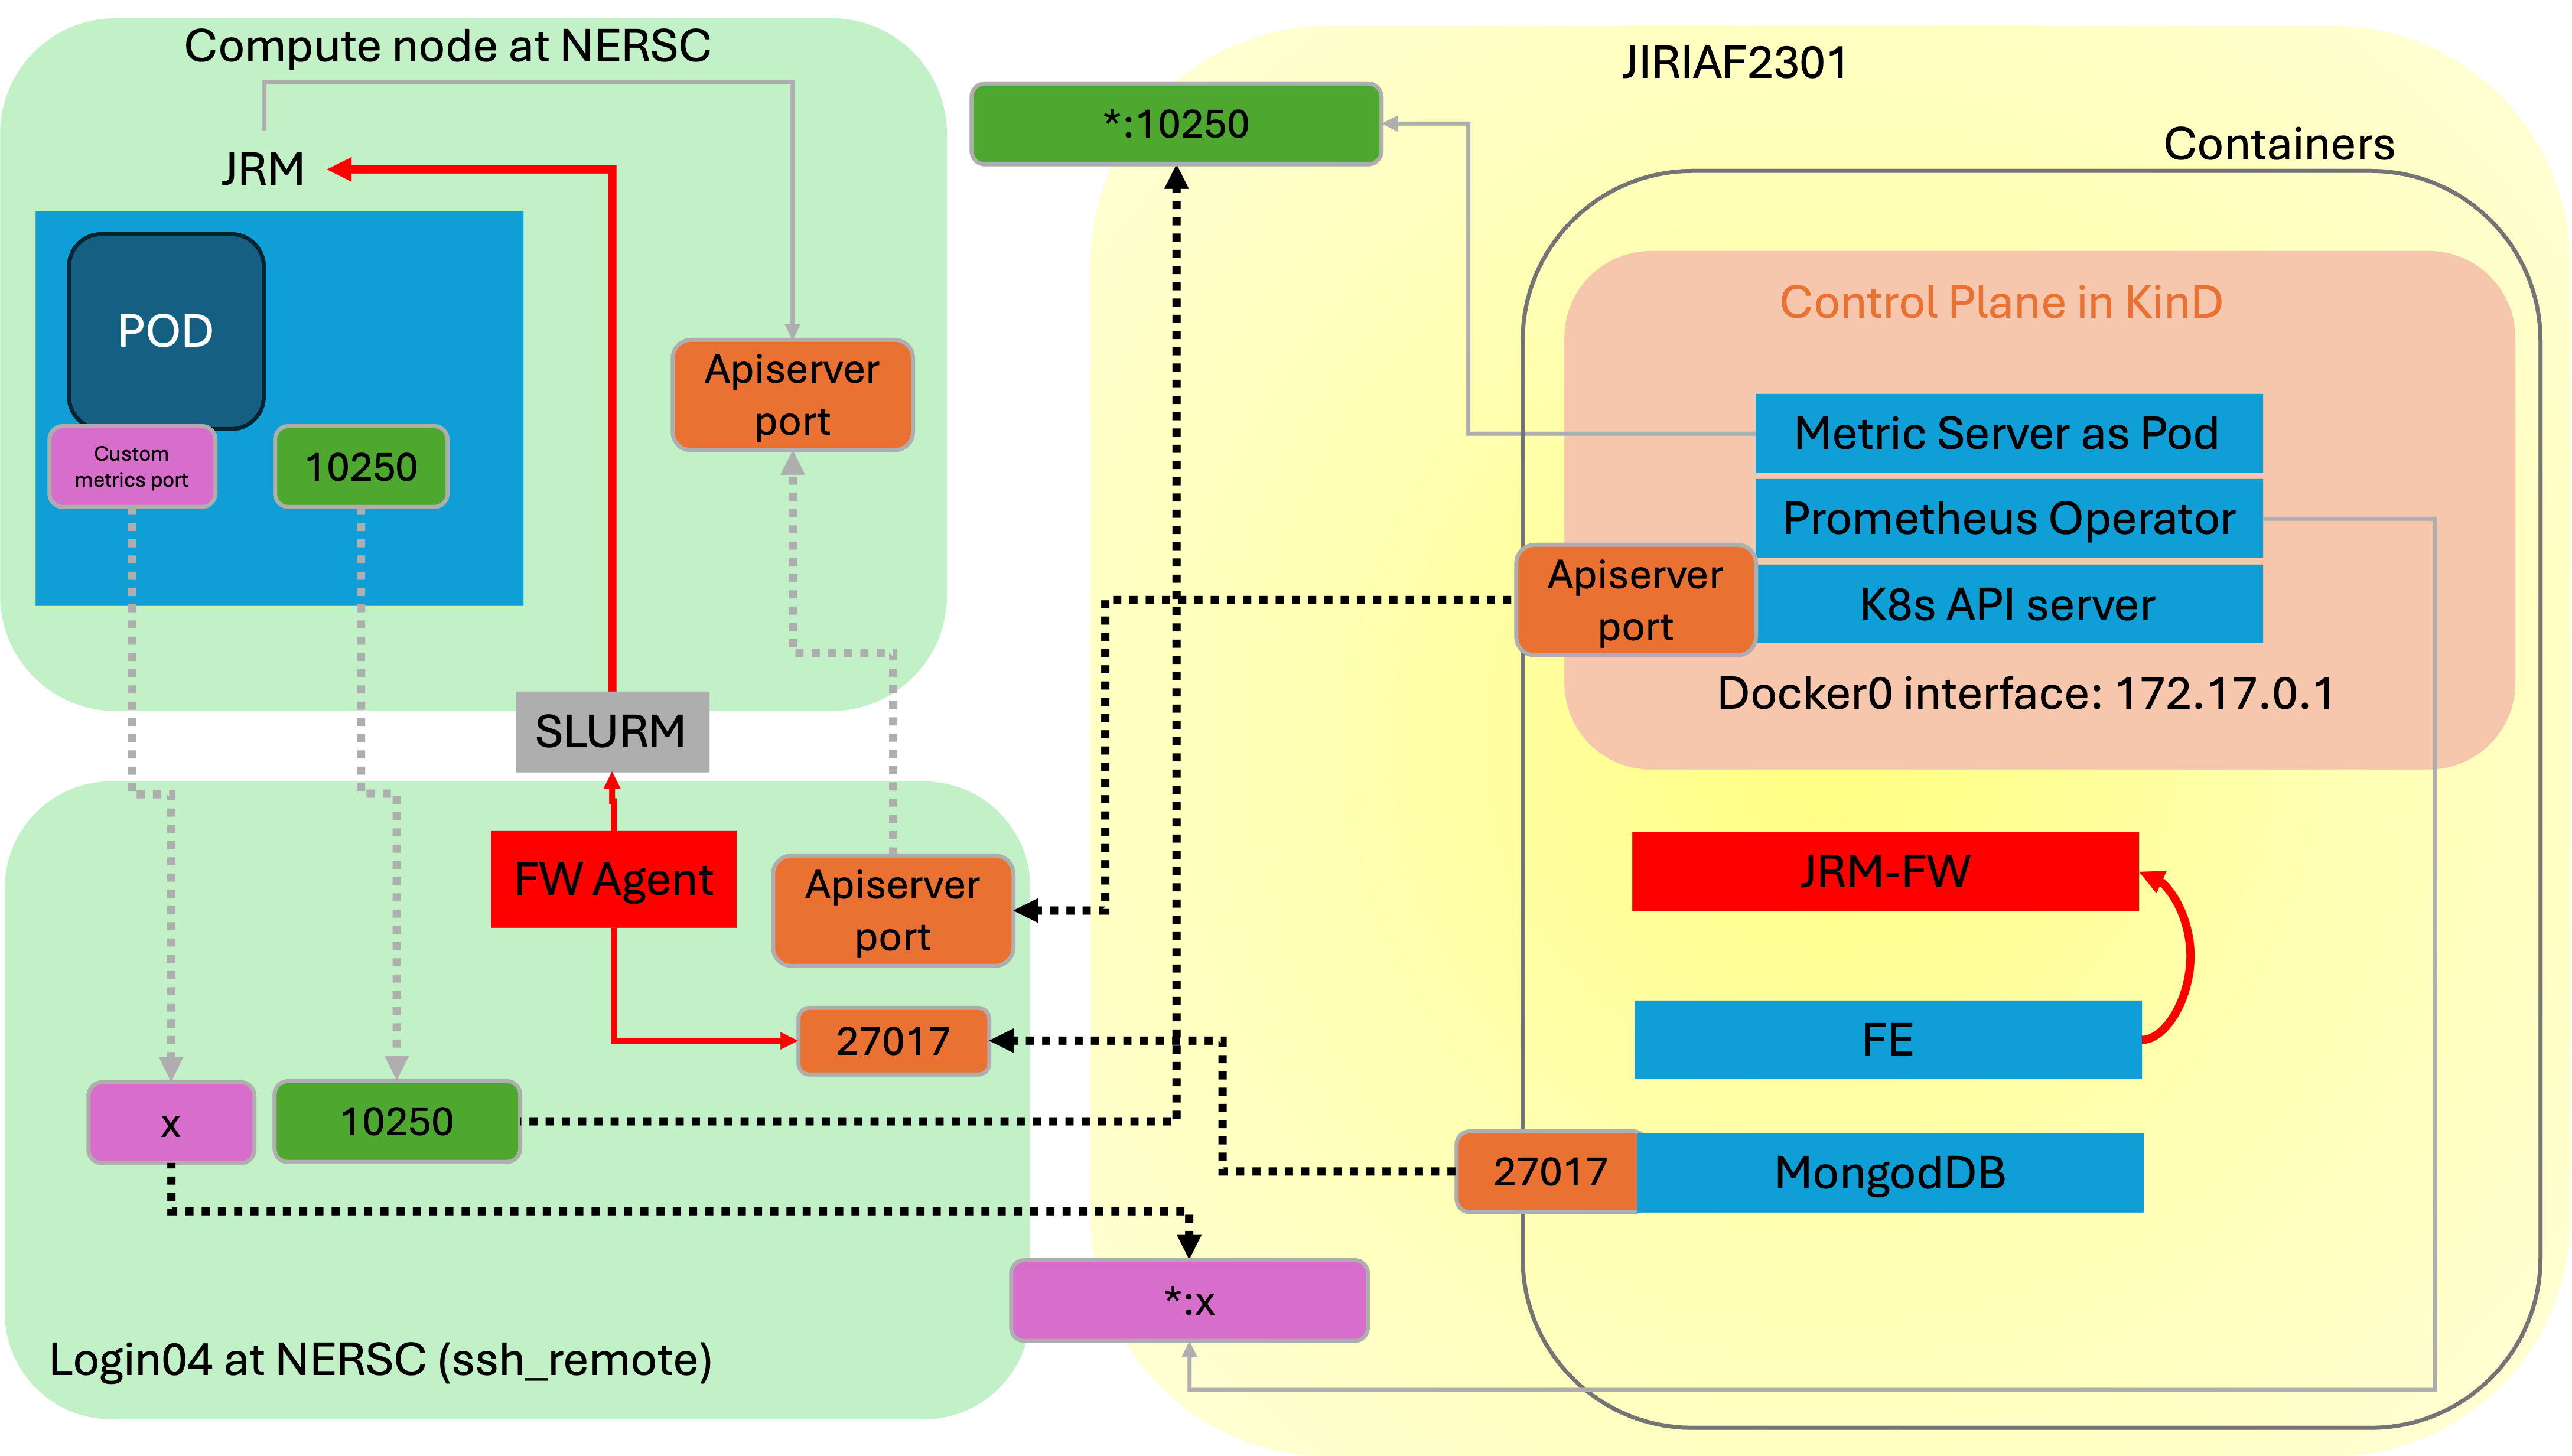 Compute node at NERSC
JRM
POD
Custom
metrics port
10250
Apiserver
port
SLURM
FW Agent
Apiserver
port
27017
x
10250
Login04 at NERSC (ssh_remote)
*:10250
*:x
JIRIAF2301
Containers
Control Plane in KinD
Metric Server as Pod
Prometheus Operator
Apiserver
port
K8s API server
Docker0 interface: 172.17.0.1
JRM-FW
FE
27017
MongodDB